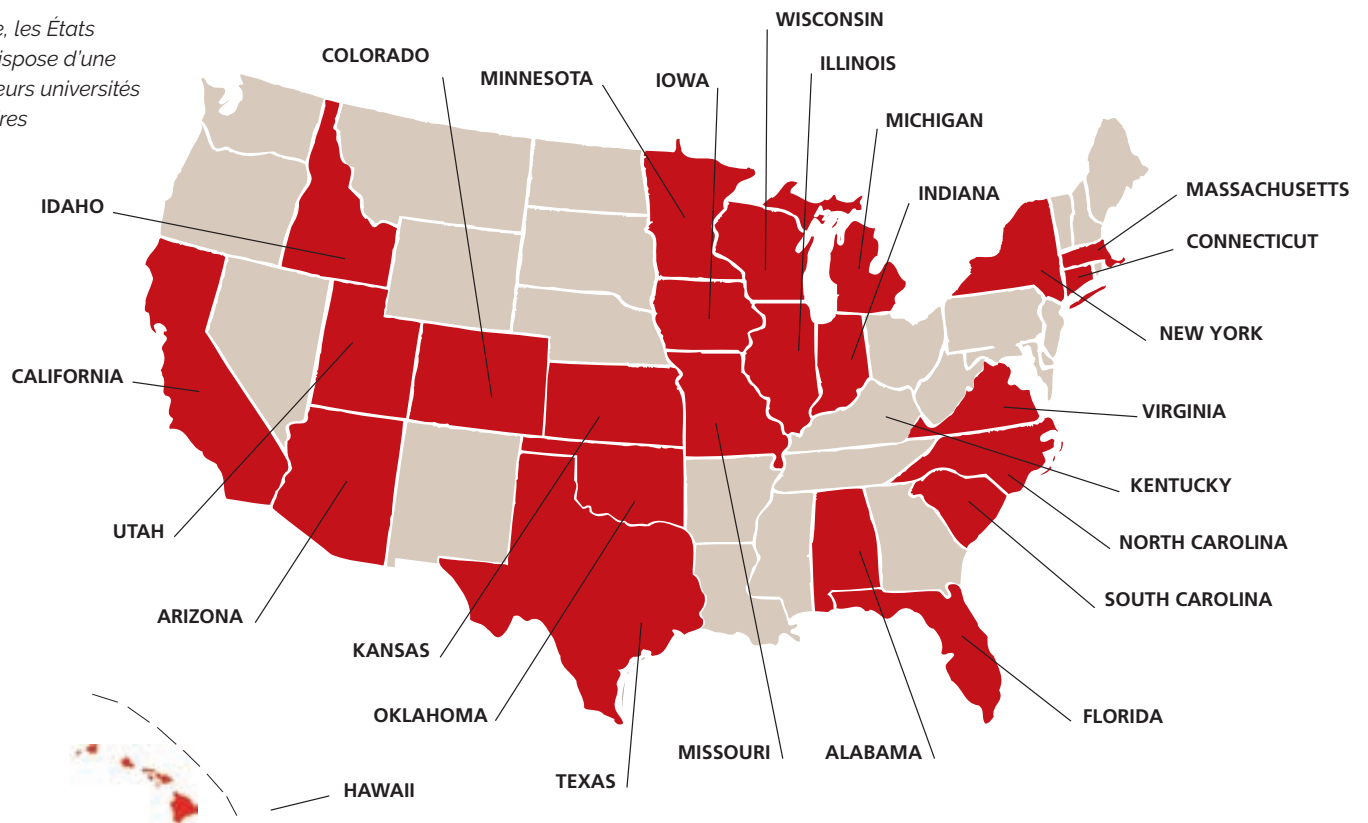 e, les États
ispose d'une
eurs universités
res
WISCONSIN
COLORADO
ILLINOIS
MINNESOTA
IOWA
MICHIGAN
MASSACHUSETTS
INDIANA
IDAHO
CONNECTICUT
NEW YORK
CALIFORNIA
VIRGINIA
KENTUCKY
UTAH
NORTH CAROLINA
SOUTH CAROLINA
ARIZONA
KANSAS
OKLAHOMA
FLORIDA
MISSOURI
ALABAMA
TEXAS
HAWAII